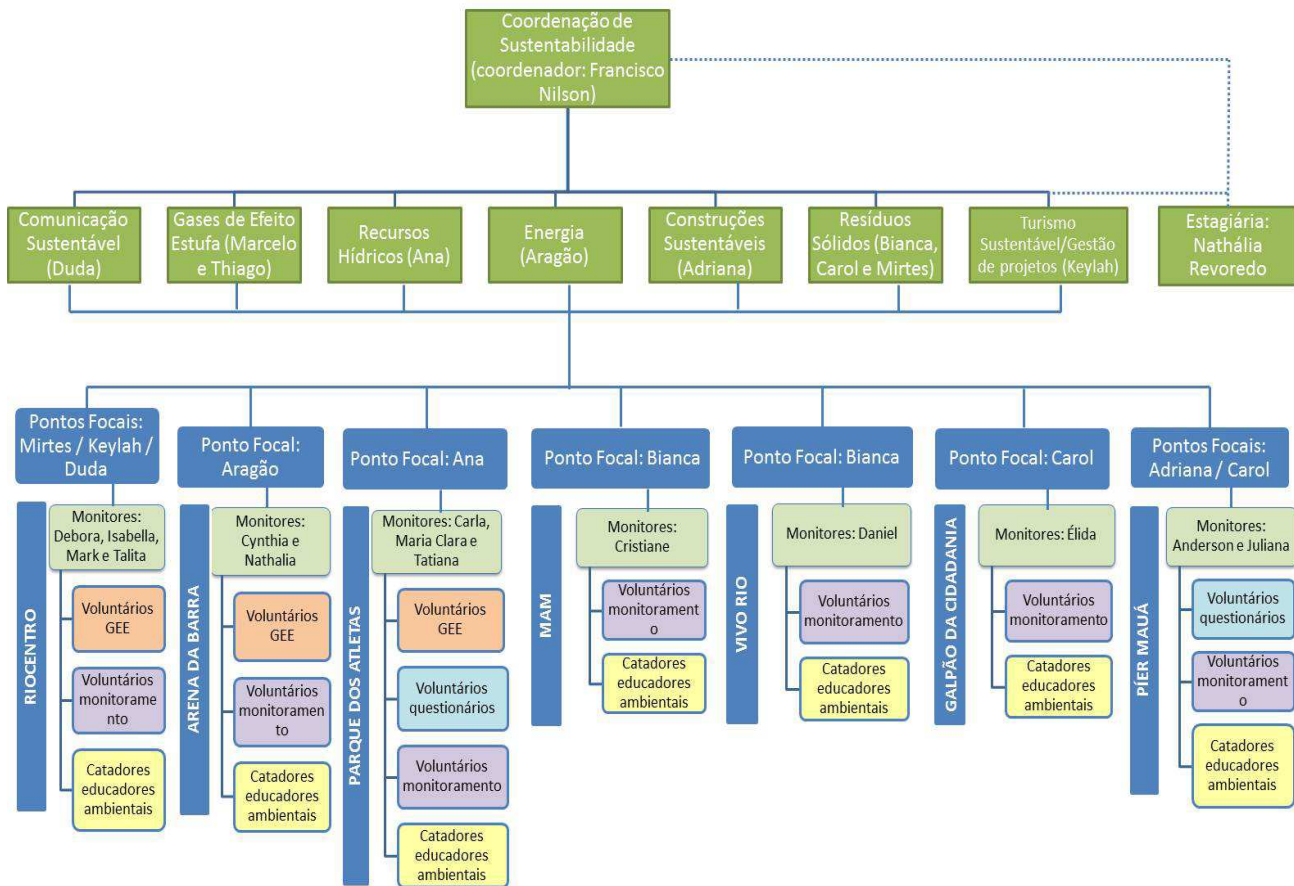 Coordenação de
Sustentabilidade
(coordenador: Francisco
Nilson)
Comunicação
Sustentável
(Duda)
Gases de Efeito
Estufa (Marcelo
e Thiago)
Recursos
Hídricos (Ana)
Energia
(Aragão)
Construções
Sustentáveis
(Adriana)
Resíduos
Sólidos (Bianca,
Carol e Mirtes)
Turismo
Sustentável/Gestão
de projetos (Keylah)
Estagiária:
Nathália
Revoredo
Pontos Focais:
Mirtes / Keylah /
Duda
RIOCENTRO
Monitores:
Debora, Isabella,
Mark e Talita
Voluntários
GEE
Voluntários
monitorame
nto
Catadores
educadores
ambientais
Ponto Focal:
Aragão
ARENA DA BARRA
Monitores:
Cynthia e
Nathalia
Voluntários
GEE
Voluntários
monitorame
nto
Catadores
educadores
ambientais
Ponto Focal: Ana
PARQUE DOS ATLETAS
Monitores: Carla,
Maria Clara e
Tatiana
Voluntários
GEE
Voluntários
questionários
Voluntários
monitoramento
Catadores
educadores
ambientais
Ponto Focal: Bianca
MAM
Monitores:
Cristiane
Voluntários
monitorament
o
Catadores
educadores
ambientais
Ponto Focal: Bianca
VIVO RIO
Monitores: Daniel
Voluntários
monitoramento
Catadores
educadores
ambientais
Ponto Focal: Carol
GALPÃO DA CIDADANIA
Monitores: Élida
Voluntários
monitoramento
Catadores
educadores
ambientais
Pontos Focais:
Adriana / Carol
PÍER MAUÁ
Monitores:
Anderson e Juliana
Voluntários
questionários
Voluntários
monitorament
o
Catadores
educadores
ambientais